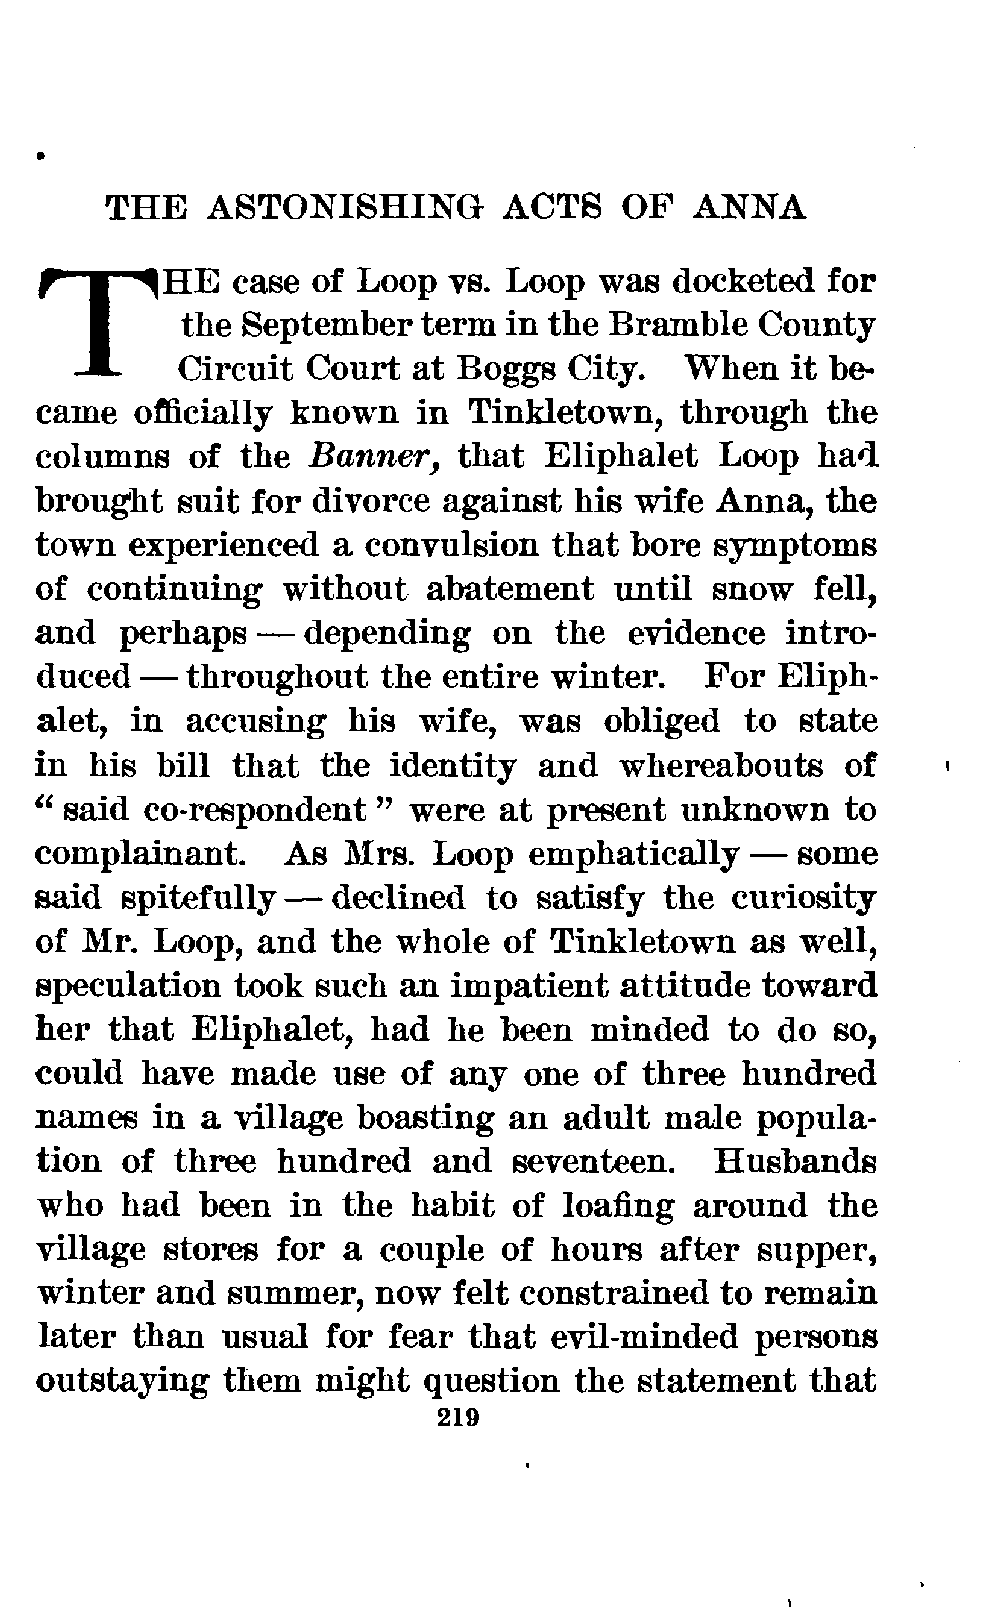 THE ASTONISHING ACTS OF ANNA
THE case of Loop vs. Loop was docketed for
the September term in the Bramble County
Circuit Court at Boggs City. When it be-
came officially known in Tinkletown, through the
columns of the Banner, that Eliphalet Loop had
brought suit for divorce against his wife Anna, the
town experienced a convulsion that bore symptoms
of continuing without abatement until snow fell,
and perhaps — depending on the evidence intro-
duced — throughout the entire winter. For Eliph-
alet, in accusing his wife, was obliged to state
in his bill that the identity and whereabouts of
“ said co-respondent ” were at present unknown to
complainant. As Mrs. Loop emphatically — some
said spitefully — declined to satisfy the curiosity
of Mr. Loop, and the whole of Tinkletown as well,
speculation took such an impatient attitude toward
her that Eliphalet, had he been minded to do so,
could have made use of any one of three hundred
names in a village boasting an adult male popula-
tion of three hundred and seventeen. Husbands
who had been in the habit of loafing around the
village stores for a couple of hours after supper,
winter and summer, now felt constrained to remain
later than usual for fear that evil-minded persons
outstaying them might question the statement that
219